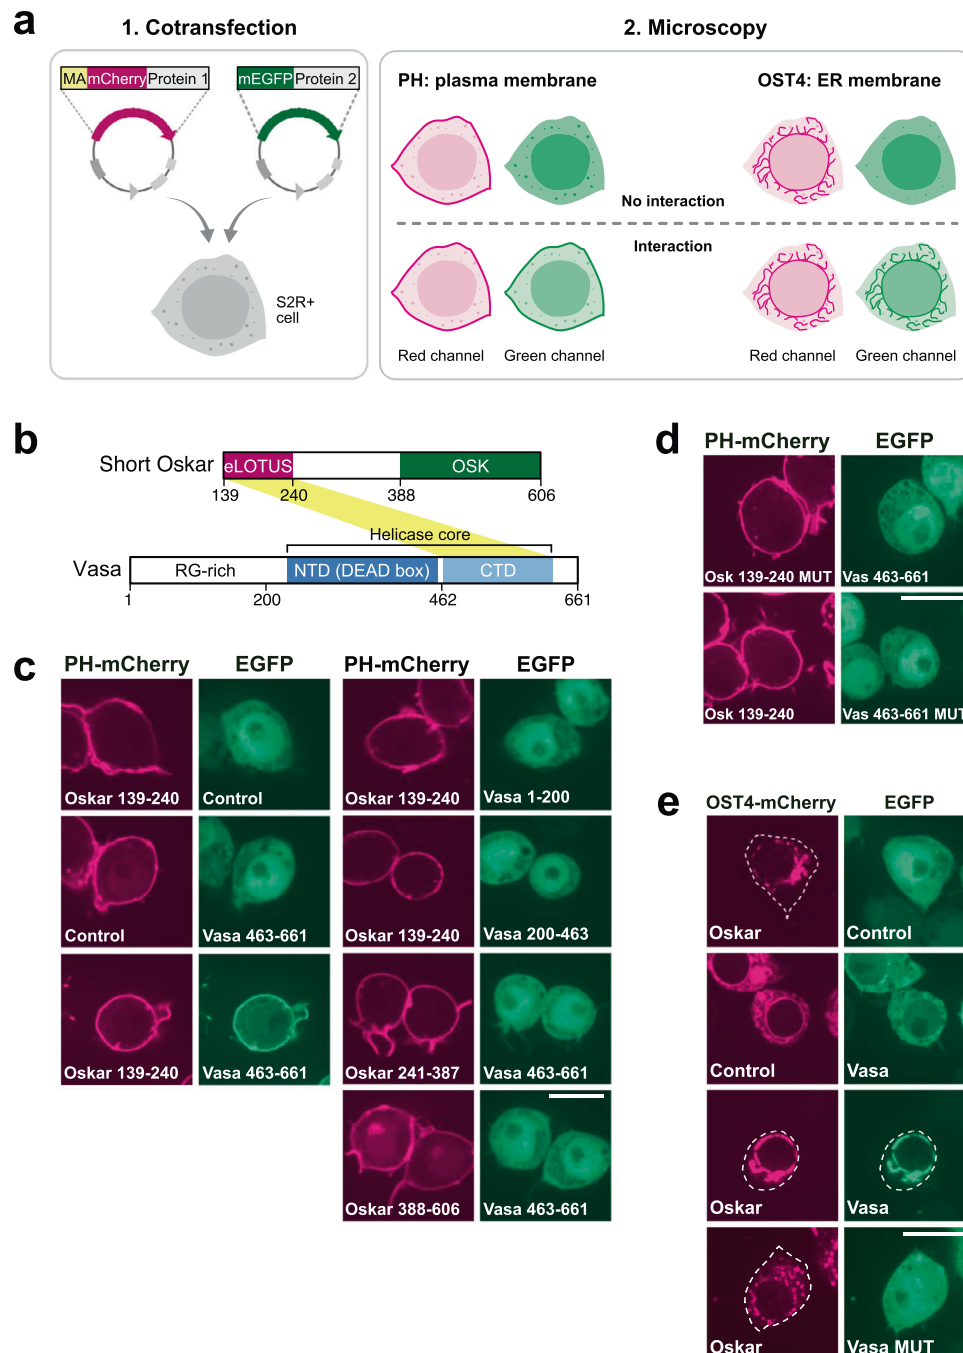 a
1. Cotransfection
2. Microscopy
MA mCherry Protein 1
mEGFP Protein 2
S2R+
cell
PH: plasma membrane
OST4: ER membrane
No interaction
Interaction
Red channel
Green channel
Red channel
Green channel
b
Short Oskar
eLOTUS
OSK
139
240
388
606
Helicase core
Vasa
RG-rich
NTD (DEAD box)
CTD
1
200
462
661
c
PH-mCherry
EGFP
PH-mCherry
EGFP
Oskar 139-240
Control
Oskar 139-240
Vasa 1-200
Control
Vasa 463-661
Oskar 139-240
Vasa 200-463
Oskar 139-240
Vasa 463-661
Oskar 241-387
Vasa 463-661
Oskar 388-606
Vasa 463-661
d
PH-mCherry
EGFP
Osk 139-240 MUT
Vas 463-661
Osk 139-240
Vas 463-661 MUT
e
OST4-mCherry
EGFP
Oskar
Control
Control
Vasa
Oskar
Vasa
Oskar
Vasa MUT